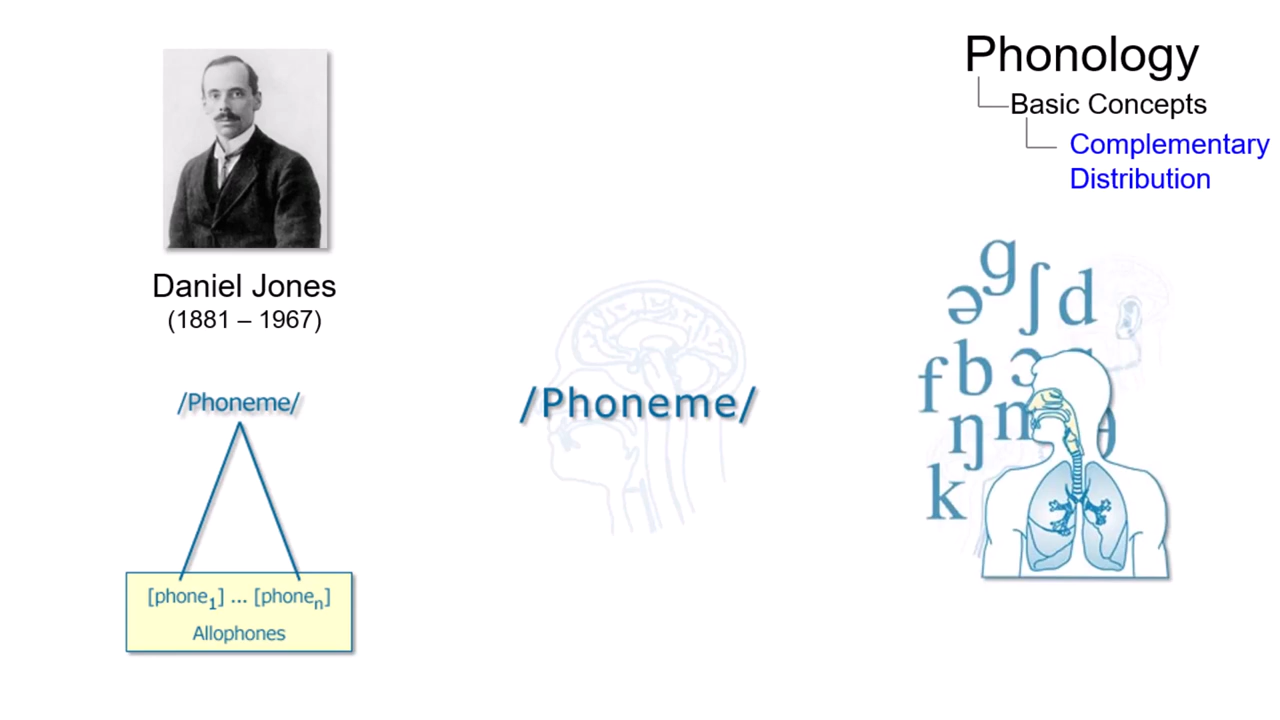 Phonology
Basic Concepts
Complementary
Distribution
Daniel Jones
(1881 – 1967)
/Phoneme/
[phone1] ... [phonen]
Allophones
/Phoneme/
g
ə ʃ d
f b ɔ
ŋ m θ
k